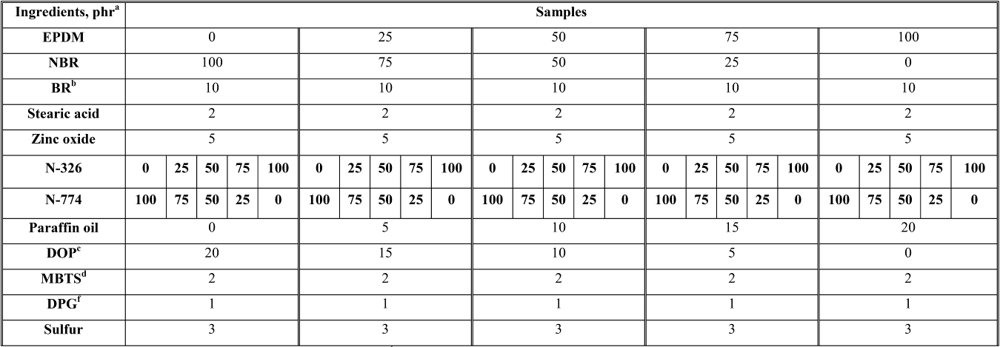 Ingredients, phrᵃ Samples
EPDM 0 25 50 75 100
NBR 100 75 50 25 0
BRᵇ 10 10 10 10 10
Stearic acid 2 2 2 2 2
Zinc oxide 5 5 5 5 5
N-326 0 25 50 75 100 0 25 50 75 100 0 25 50 75 100 0 25 50 75 100 0 25 50 75 100
N-774 100 75 50 25 0 100 75 50 25 0 100 75 50 25 0 100 75 50 25 0 100 75 50 25 0
Paraffin oil 0 5 10 15 20
DOPᶜ 20 15 10 5 0
MBTSᵈ 2 2 2 2 2
DPGᶠ 1 1 1 1 1
Sulfur 3 3 3 3 3